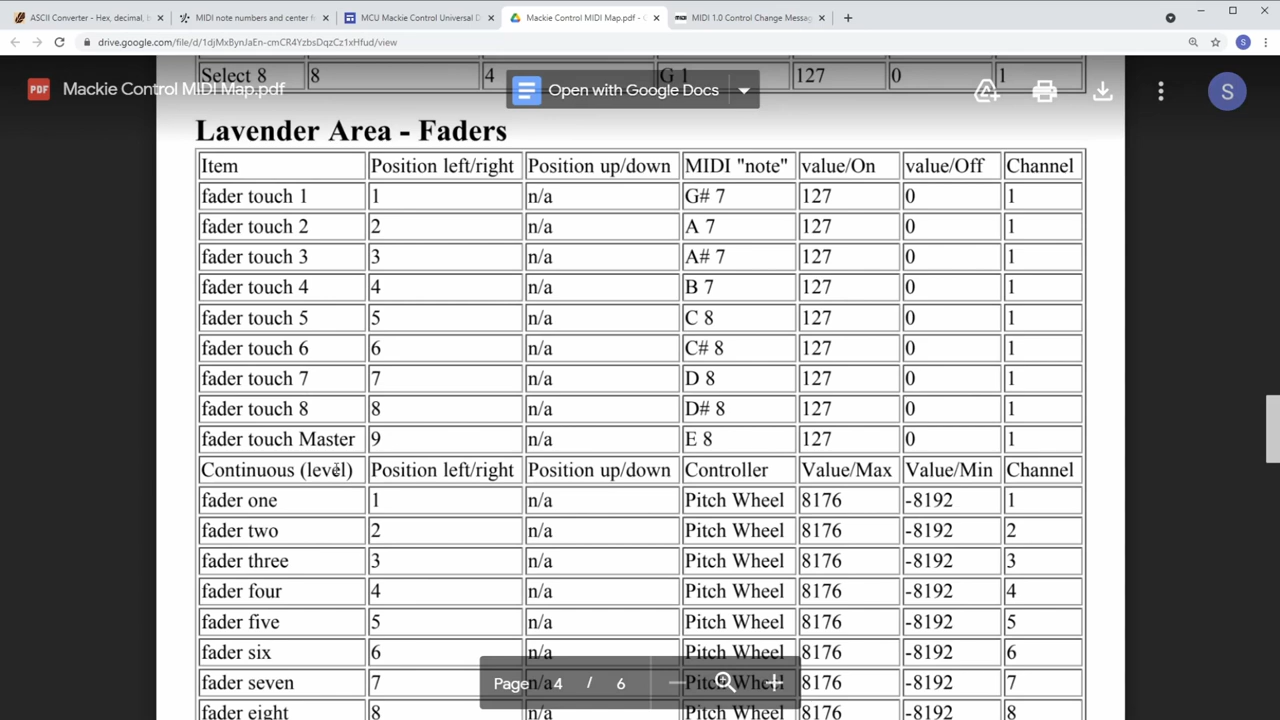 ASCII Converter - Hex, decimal, b
MIDI note numbers and center f
MCU Mackie Control Universal D
Mackie Control MIDI Map.pdf - G
MIDI 1.0 Control Change Messag
drive.google.com/file/d/1djMxBynJaEn-cmCR4YzbsDqzCz1xHfud/view
S
Select 8 8 4 G 1 127 0 1
PDF Mackie Control MIDI Map.pdf
Open with Google Docs
S
Lavender Area - Faders
Item Position left/right Position up/down MIDI "note" value/On value/Off Channel
fader touch 1 1 n/a G# 7 127 0 1
fader touch 2 2 n/a A 7 127 0 1
fader touch 3 3 n/a A# 7 127 0 1
fader touch 4 4 n/a B 7 127 0 1
fader touch 5 5 n/a C 8 127 0 1
fader touch 6 6 n/a C# 8 127 0 1
fader touch 7 7 n/a D 8 127 0 1
fader touch 8 8 n/a D# 8 127 0 1
fader touch Master 9 n/a E 8 127 0 1
Continuous (level) Position left/right Position up/down Controller Value/Max Value/Min Channel
fader one 1 n/a Pitch Wheel 8176 -8192 1
fader two 2 n/a Pitch Wheel 8176 -8192 2
fader three 3 n/a Pitch Wheel 8176 -8192 3
fader four 4 n/a Pitch Wheel 8176 -8192 4
fader five 5 n/a Pitch Wheel 8176 -8192 5
fader six 6 n/a Pitch Wheel 8176 -8192 6
fader seven 7 n/a Pitch Wheel 8176 -8192 7
Page 4 / 6
fader eight 8 n/a Pitch Wheel 8176 -8192 8